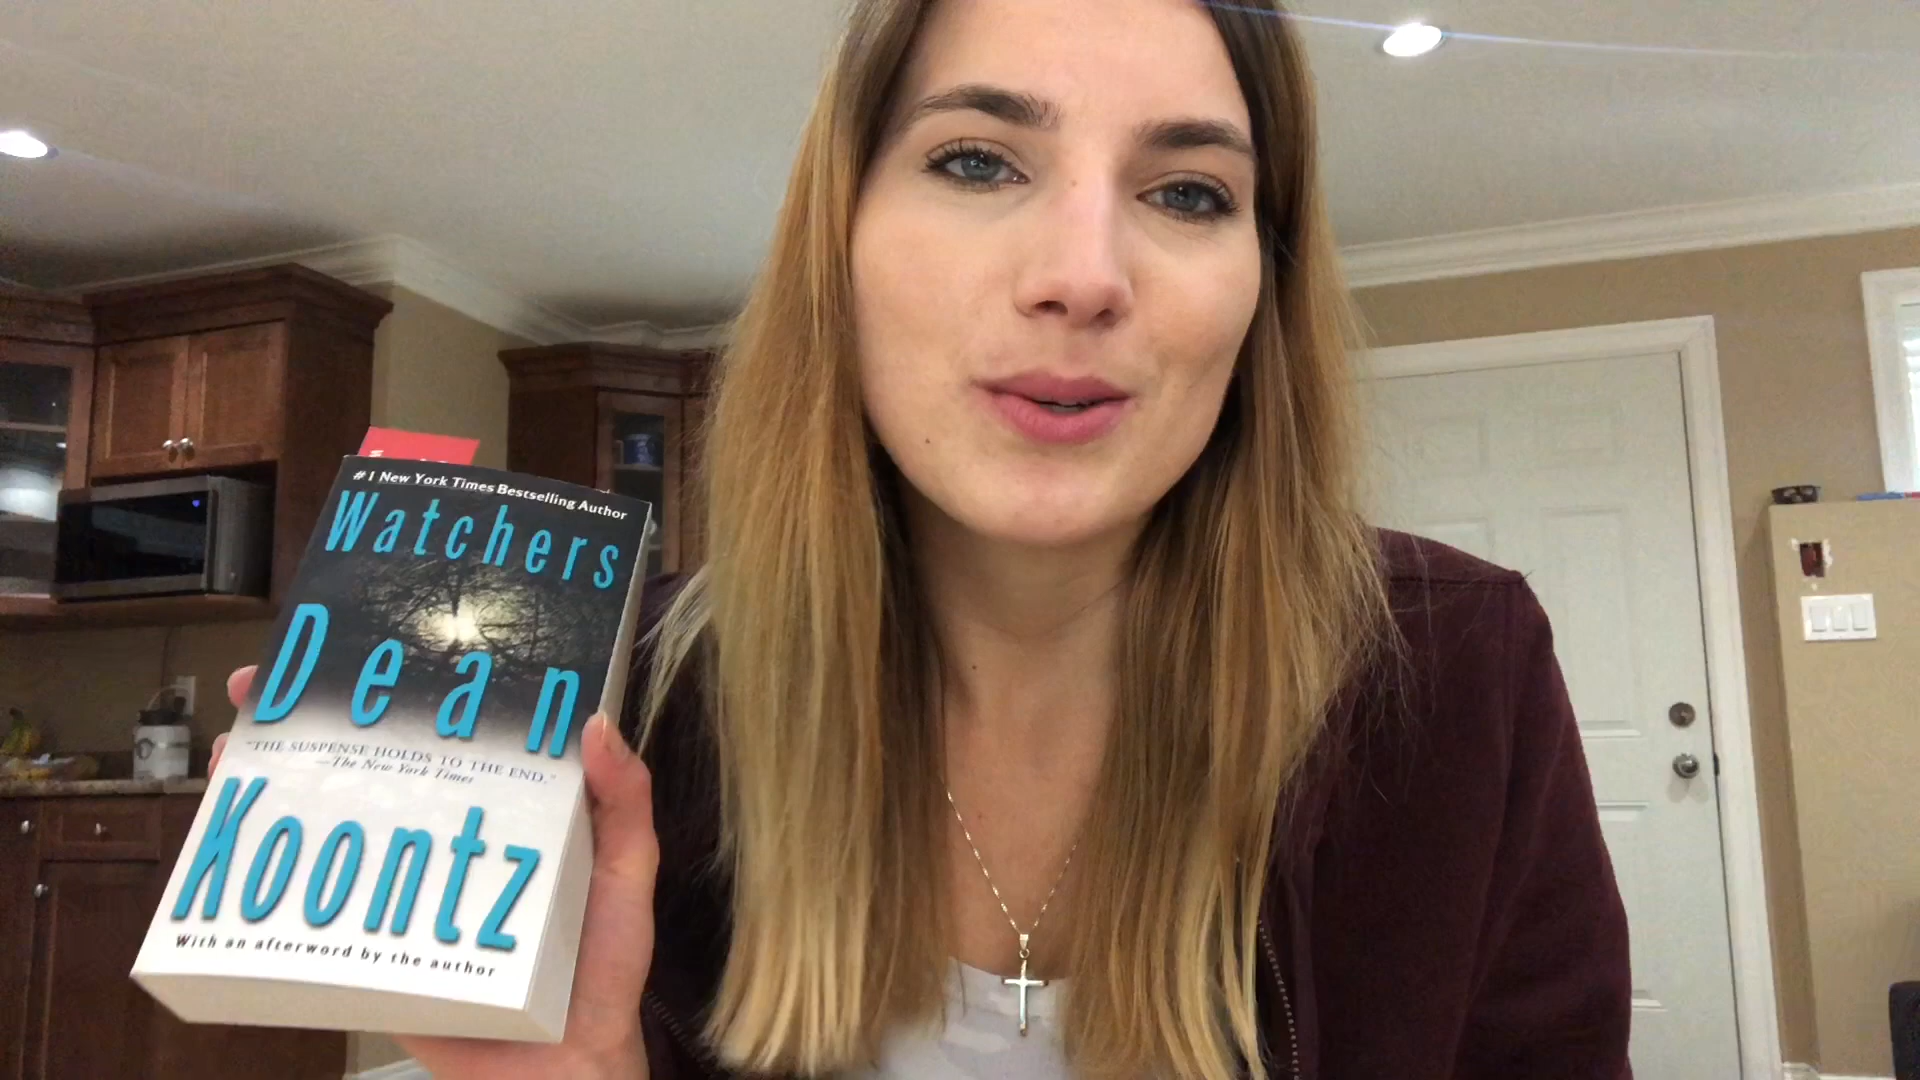 #1 New York Times Bestselling Author
Watchers
Dean
"THE SUSPENSE HOLDS TO THE END."
—The New York Times
Koontz
With an afterword by the author